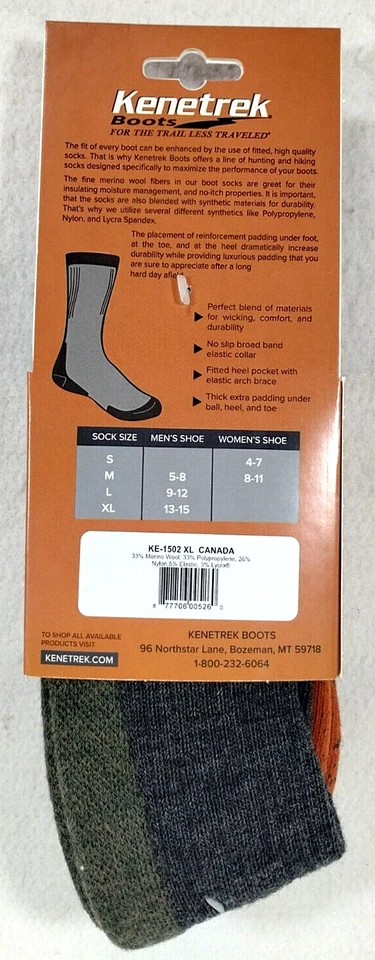 Kenetrek®
Boots
FOR THE TRAIL LESS TRAVELED®
The fit of every boot can be enhanced by the use of fitted, high quality
socks. That is why Kenetrek Boots offers a line of hunting and hiking
socks designed specifically to maximize the performance of your boots.
The fine merino wool fibers in our boot socks are great for their
insulating moisture management, and no-itch properties. It is important,
that the socks are also blended with synthetic materials for durability.
That's why we utilize several different synthetics like Polypropylene,
Nylon, and Lycra Spandex.
The placement of reinforcement padding under foot,
at the toe, and at the heel dramatically increase
durability while providing luxurious padding that you
are sure to appreciate after a long
hard day afield.
Perfect blend of materials
for wicking, comfort, and
durability
No slip broad band
elastic collar
Fitted heel pocket with
elastic arch brace
Thick extra padding under
ball, heel, and toe
SOCK SIZE MEN'S SHOE WOMEN'S SHOE
S 4-7
M 5-8 8-11
L 9-12
XL 13-15
KE-1502 XL CANADA
33% Merino Wool, 33% Polypropylene, 26%
Nylon,5% Elastic, 3% Lycra®
8 77706 00526 0
TO SHOP ALL AVAILABLE
PRODUCTS VISIT
KENETREK.COM
KENETREK BOOTS
96 Northstar Lane, Bozeman, MT 59718
1-800-232-6064